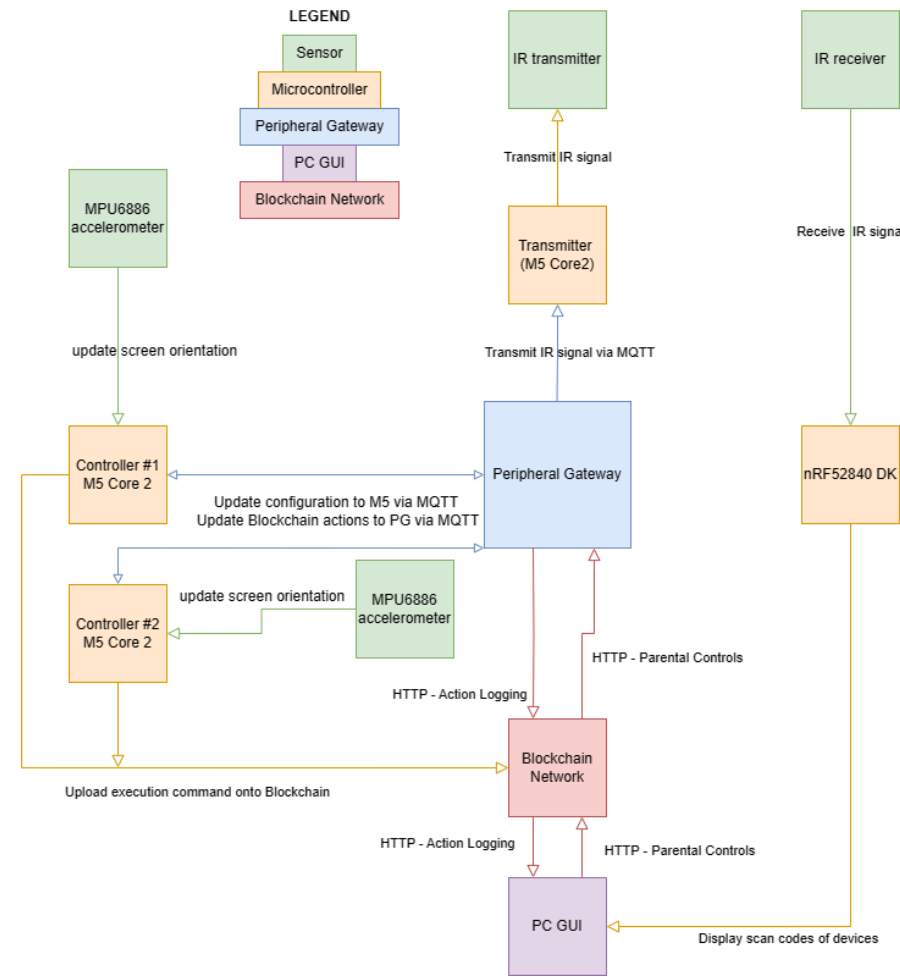 LEGEND
Sensor
Microcontroller
Peripheral Gateway
PC GUI
Blockchain Network
IR transmitter
IR receiver
Transmit IR signal
MPU6886
accelerometer
Transmitter
(M5 Core2)
Receive IR signa
update screen orientation
Transmit IR signal via MQTT
Controller #1
M5 Core 2
Peripheral Gateway
nRF52840 DK
Update configuration to M5 via MQTT
Update Blockchain actions to PG via MQTT
update screen orientation
MPU6886
accelerometer
Controller #2
M5 Core 2
HTTP - Parental Controls
HTTP - Action Logging
Blockchain
Network
Upload execution command onto Blockchain
HTTP - Action Logging
HTTP - Parental Controls
PC GUI
Display scan codes of devices